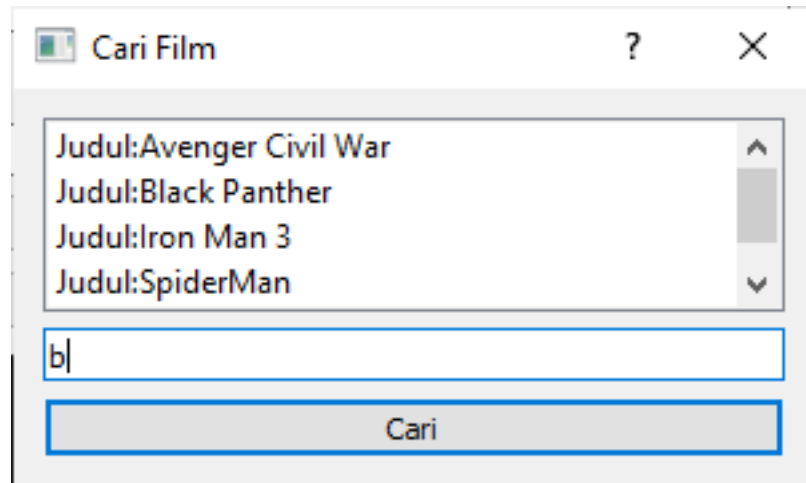 Cari Film
?
Judul:Avenger Civil War
Judul:Black Panther
Judul:Iron Man 3
Judul:SpiderMan
b
Cari